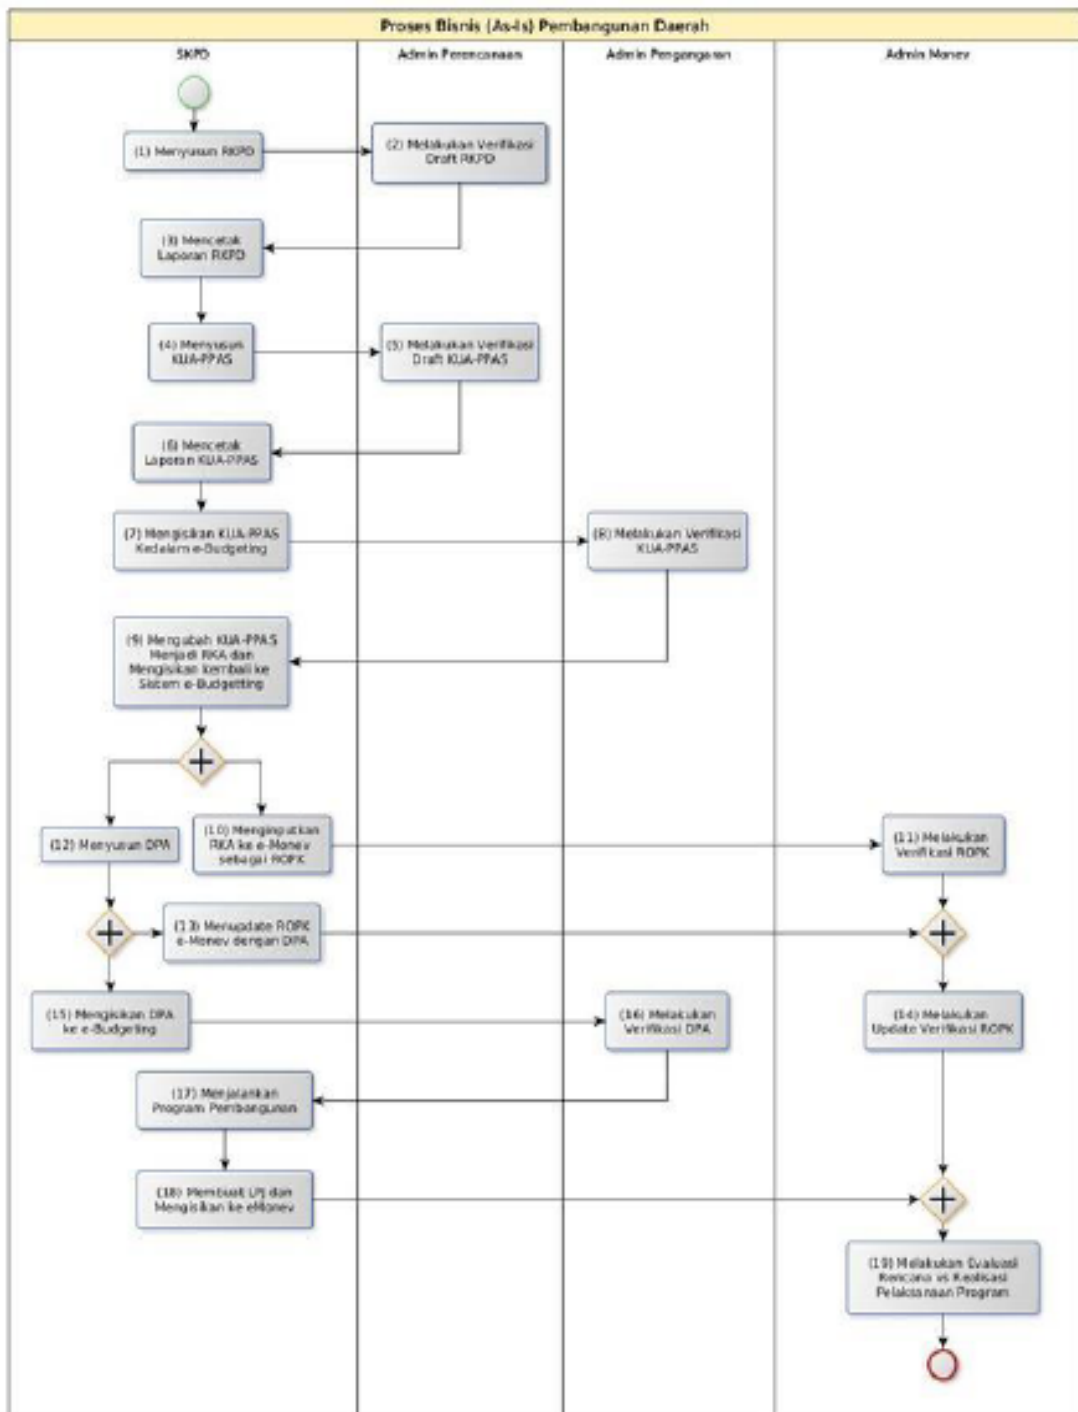 Proses Bisnis (As-Is) Pembangunan Daerah
SKPD
Admin Perencanaan
Admin Pengangaran
Admin Monev
(1) Menyusun RKPD
(2) Melakukan Verifikasi
Draft RKPD
(3) Mencetak
Laporan RKPD
(4) Menyusun
KUA-PPAS
(5) Melakukan Verifikasi
Draft KUA-PPAS
(6) Mencetak
Laporan KUA-PPAS
(7) Mengisikan KUA-PPAS
Kedalam e-Budgeting
(8) Melakukan Verifikasi
KUA-PPAS
(9) Mengubah KUA-PPAS
Menjadi RKA dan
Mengisikan kembali ke
Sistem e-Budgetting
(12) Menyusun DPA
(10) Menginputkan
RKA ke e-Monev
sebagai ROPK
(11) Melakukan
Verifikasi ROPK
(13) Menupdate ROPK
e-Monev dengan DPA
(15) Mengisikan DPA
ke e-Budgeting
(16) Melakukan
Verifikasi DPA
(14) Melakukan
Update Verifikasi ROPK
(17) Menjalankan
Program Pembangunan
(18) Membuat LPJ dan
Mengisikan ke eMonev
(19) Melakukan Evaluasi
Rencana vs Realisasi
Pelaksanaan Program